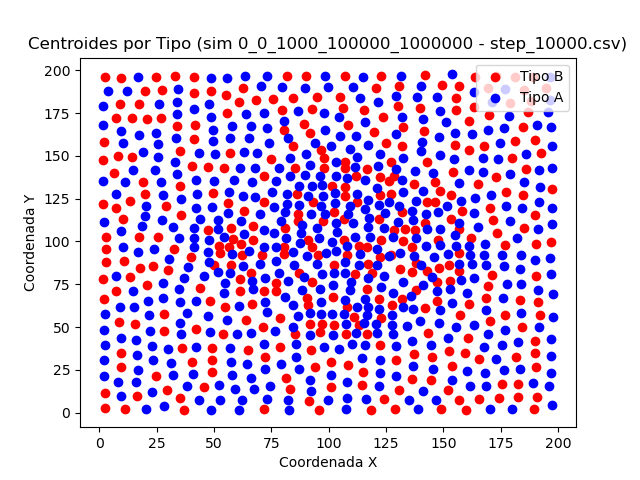 Centroides por Tipo (sim 0_0_1000_100000_1000000 - step_10000.csv)
Tipo B
Tipo A
Coordenada Y
200
175
150
125
100
75
50
25
0
0 25 50 75 100 125 150 175 200
Coordenada X